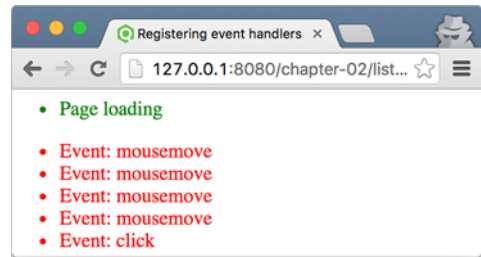 Registering event handlers
127.0.0.1:8080/chapter-02/list...
Page loading
Event: mousemove
Event: mousemove
Event: mousemove
Event: mousemove
Event: click